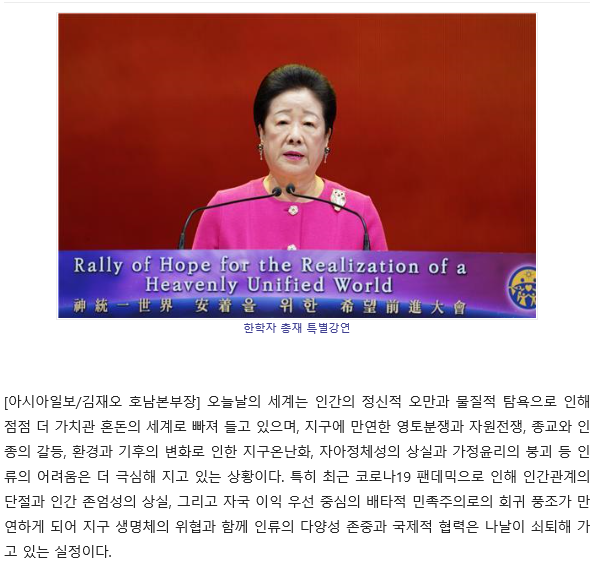 Rally of Hope for the Realization of a
Heavenly Unified World
神統一世界 安着을 위한 希望前進大會
한학자 총재 특별강연
[아시아일보/김재오 호남본부장] 오늘날의 세계는 인간의 정신적 오만과 물질적 탐욕으로 인해
점점 더 가치관 혼돈의 세계로 빠져 들고 있으며, 지구에 만연한 영토분쟁과 자원전쟁, 종교와 인
종의 갈등, 환경과 기후의 변화로 인한 지구온난화, 자아정체성의 상실과 가정윤리의 붕괴 등 인
류의 어려움은 더 극심해 지고 있는 상황이다. 특히 최근 코로나19 팬데믹으로 인해 인간관계의
단절과 인간 존엄성의 상실, 그리고 자국 이익 우선 중심의 배타적 민족주의로의 회귀 풍조가 만
연하게 되어 지구 생명체의 위협과 함께 인류의 다양성 존중과 국제적 협력은 나날이 쇠퇴해 가
고 있는 실정이다.